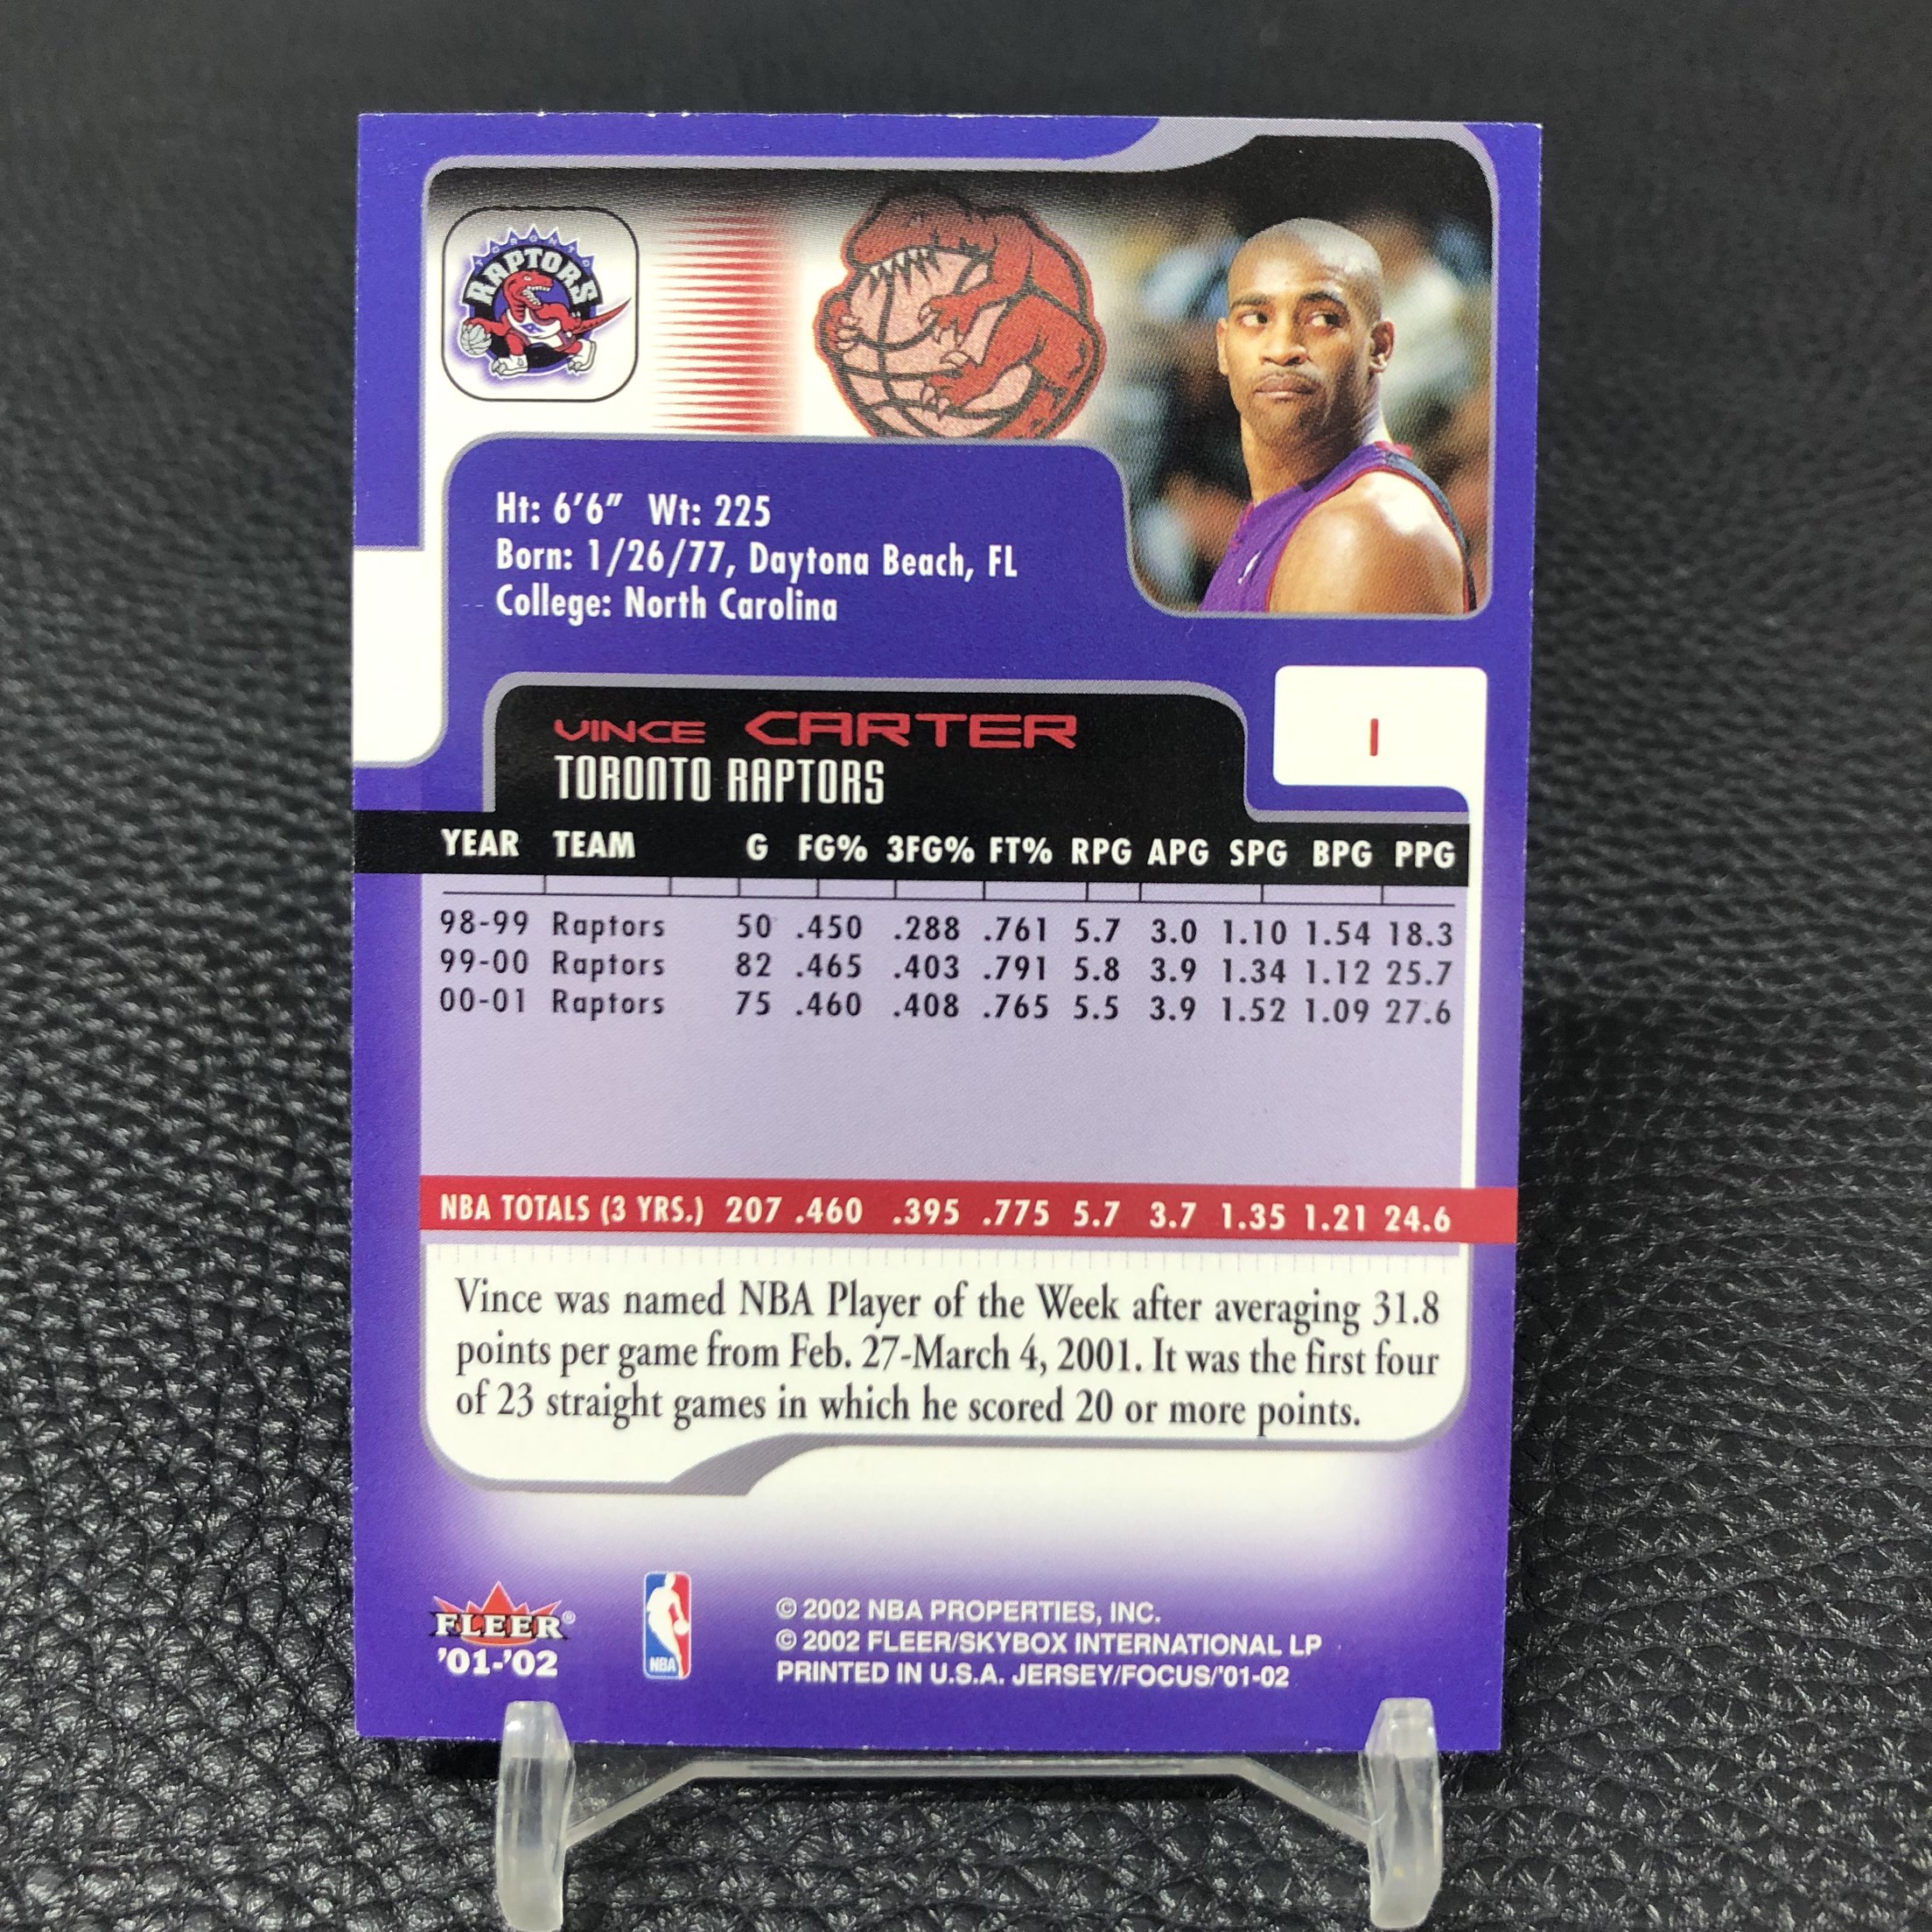 TORONTO
RAPTORS
Ht: 6'6" Wt: 225
Born: 1/26/77, Daytona Beach, FL
College: North Carolina
VINCE CARTER
TORONTO RAPTORS
1
YEAR TEAM G FG% 3FG% FT% RPG APG SPG BPG PPG
98-99 Raptors 50 .450 .288 .761 5.7 3.0 1.10 1.54 18.3
99-00 Raptors 82 .465 .403 .791 5.8 3.9 1.34 1.12 25.7
00-01 Raptors 75 .460 .408 .765 5.5 3.9 1.52 1.09 27.6
NBA TOTALS (3 YRS.) 207 .460 .395 .775 5.7 3.7 1.35 1.21 24.6
Vince was named NBA Player of the Week after averaging 31.8
points per game from Feb. 27-March 4, 2001. It was the first four
of 23 straight games in which he scored 20 or more points.
FLEER®
'01-'02
NBA
© 2002 NBA PROPERTIES, INC.
© 2002 FLEER/SKYBOX INTERNATIONAL LP
PRINTED IN U.S.A. JERSEY/FOCUS/'01-02